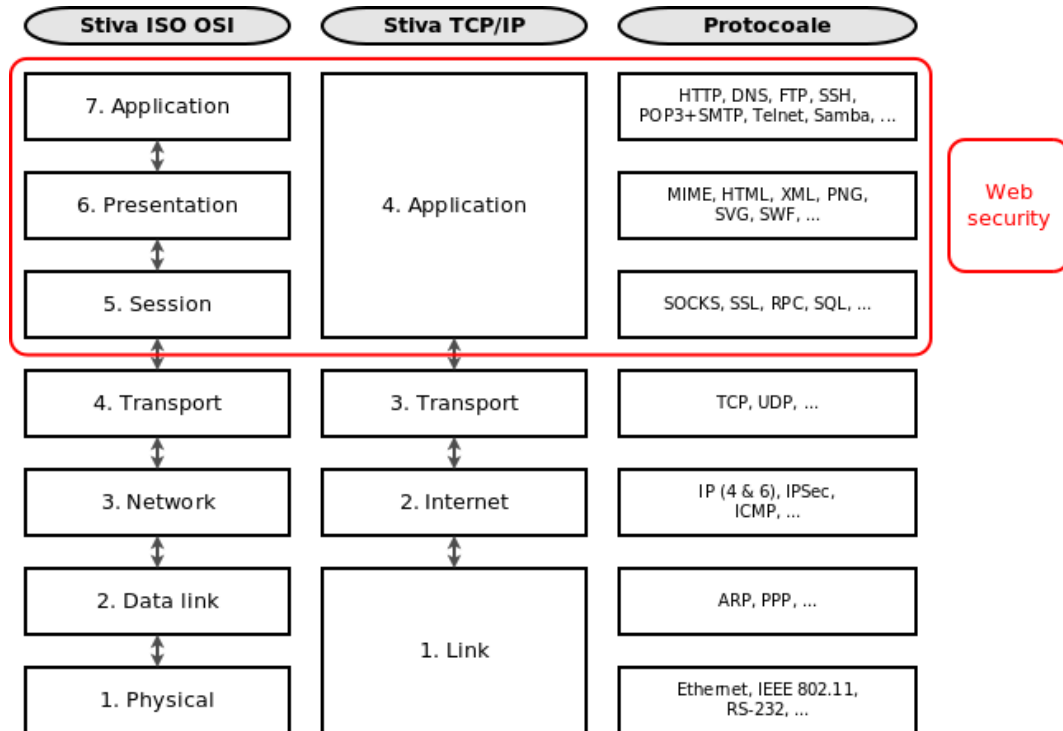 Stiva ISO OSI
Stiva TCP/IP
Protocoale
7. Application
4. Application
HTTP, DNS, FTP, SSH,
POP3+SMTP, Telnet, Samba, ...
6. Presentation
MIME, HTML, XML, PNG,
SVG, SWF, ...
Web
security
5. Session
SOCKS, SSL, RPC, SQL, ...
4. Transport
3. Transport
TCP, UDP, ...
3. Network
2. Internet
IP (4 & 6), IPSec,
ICMP, ...
2. Data link
1. Link
ARP, PPP, ...
1. Physical
Ethernet, IEEE 802.11,
RS-232, ...